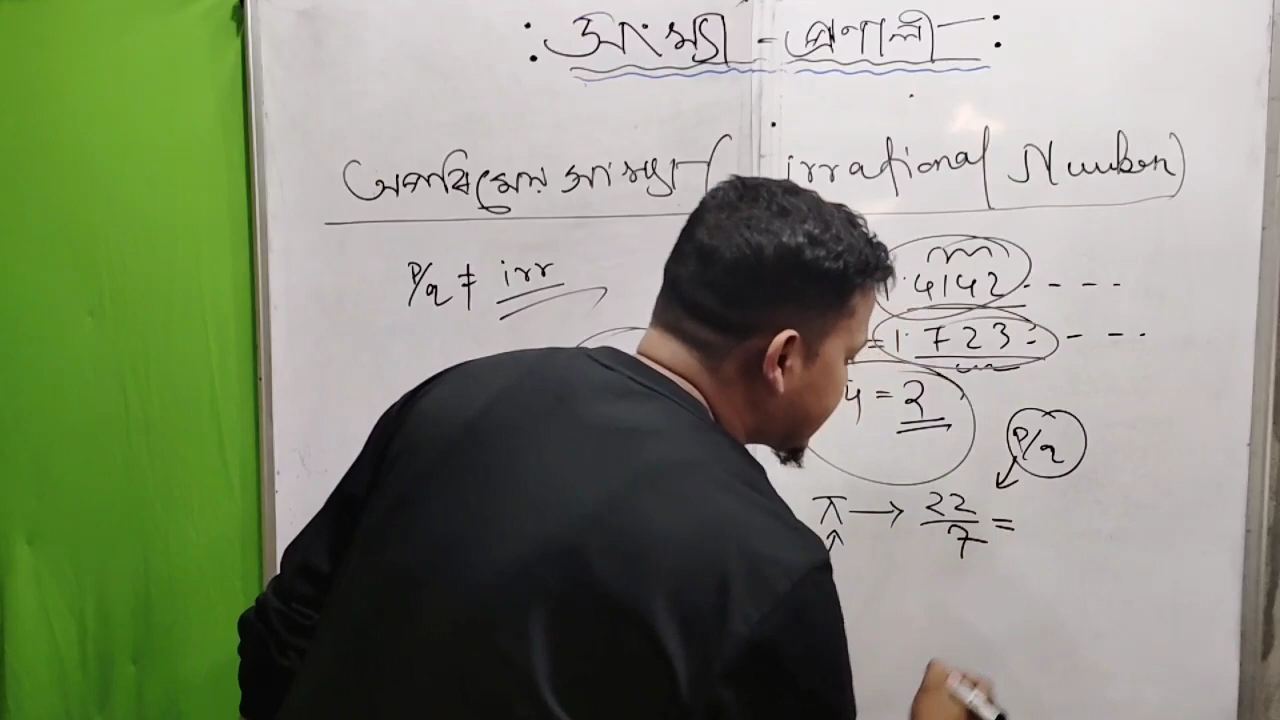 : সংখ্যা - প্রণালী :
অপরিমেয় সংখ্যা - ( irrational Number )
P/q ≠ irr
4142 - - - -
= 1.723 : - - - -
4 = 2
P/q
π → 22/7 =